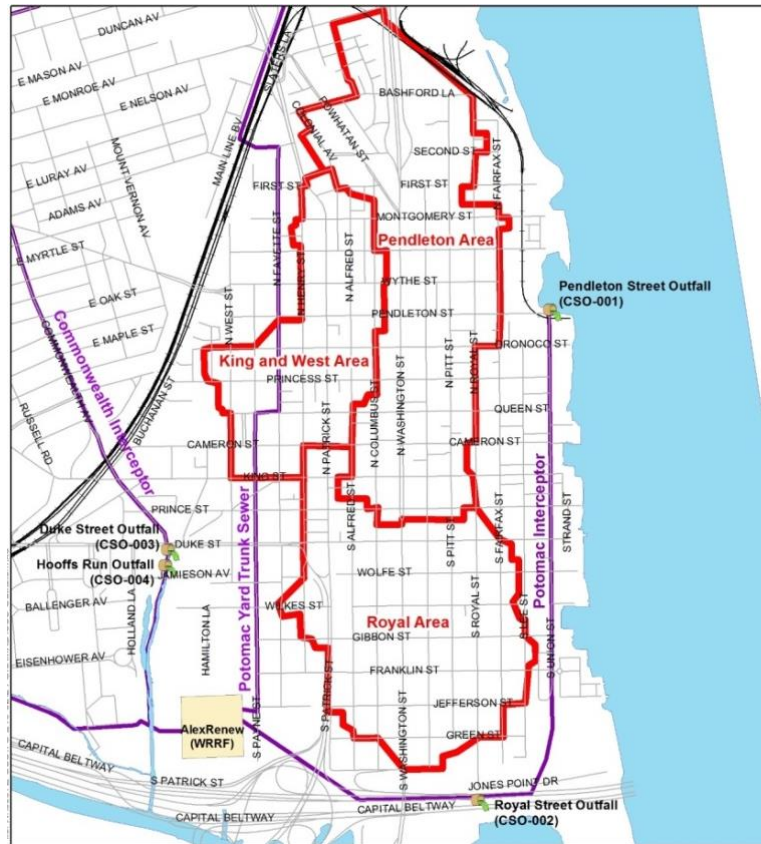 DUNCAN AV
SLATERS LA
E MASON AV
E MONROE AV
E NELSON AV
BASHFORD LA
POWHATAN ST
COLONIAL AV
MAIN LINE BV
MOUNT VERNON AV
SECOND ST
N FAIRFAX ST
E LURAY AV
FIRST ST
FIRST ST
ADAMS AV
MONTGOMERY ST
E MYRTLE ST
N FAYETTE ST
Pendleton Area
N HENRY ST
N ALFRED ST
WYTHE ST
Pendleton Street Outfall
(CSO-001)
E OAK ST
N WEST ST
PENDLETON ST
Commonwealth Interceptor
COMMONWEALTH AV
E MAPLE ST
ORONOCO ST
King and West Area
N PITT ST
N ROYAL ST
PRINCESS ST
BUCHANAN ST
N COLUMBUS ST
N WASHINGTON ST
QUEEN ST
RUSSELL RD
N PATRICK ST
CAMERON ST
CAMERON ST
KING ST
Potomac Interceptor
PRINCE ST
S ALFRED ST
STRAND ST
Duke Street Outfall
(CSO-003)
DUKE ST
S PITT ST
S FAIRFAX ST
Hooffs Run Outfall
(CSO-004)
JAMIESON AV
Potomac Yard Trunk Sewer
WOLFE ST
BALLENGER AV
HOLLAND LA
HAMILTON LA
WILKES ST
Royal Area
S ROYAL ST
S LEE ST
GIBBON ST
S UNION ST
EISENHOWER AV
FRANKLIN ST
S PATRICK ST
S PAYNE ST
JEFFERSON ST
AlexRenew
(WRRF)
S WASHINGTON ST
GREEN ST
CAPITAL BELTWAY
S PATRICK ST
JONES POINT DR
CAPITAL BELTWAY
CAPITAL BELTWAY
Royal Street Outfall
(CSO-002)